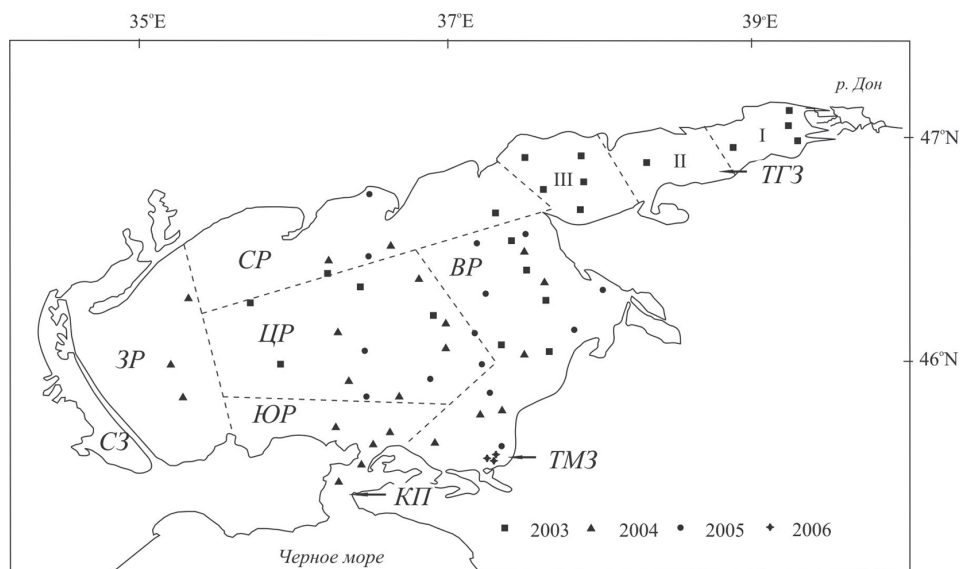 35°E 37°E 39°E
р. Дон
47°N
I
II
ТГЗ
III
СР
ВР
ЦР
ЗР
46°N
ЮР
СЗ
ТМЗ
КП
2003 2004 2005 2006
Черное море